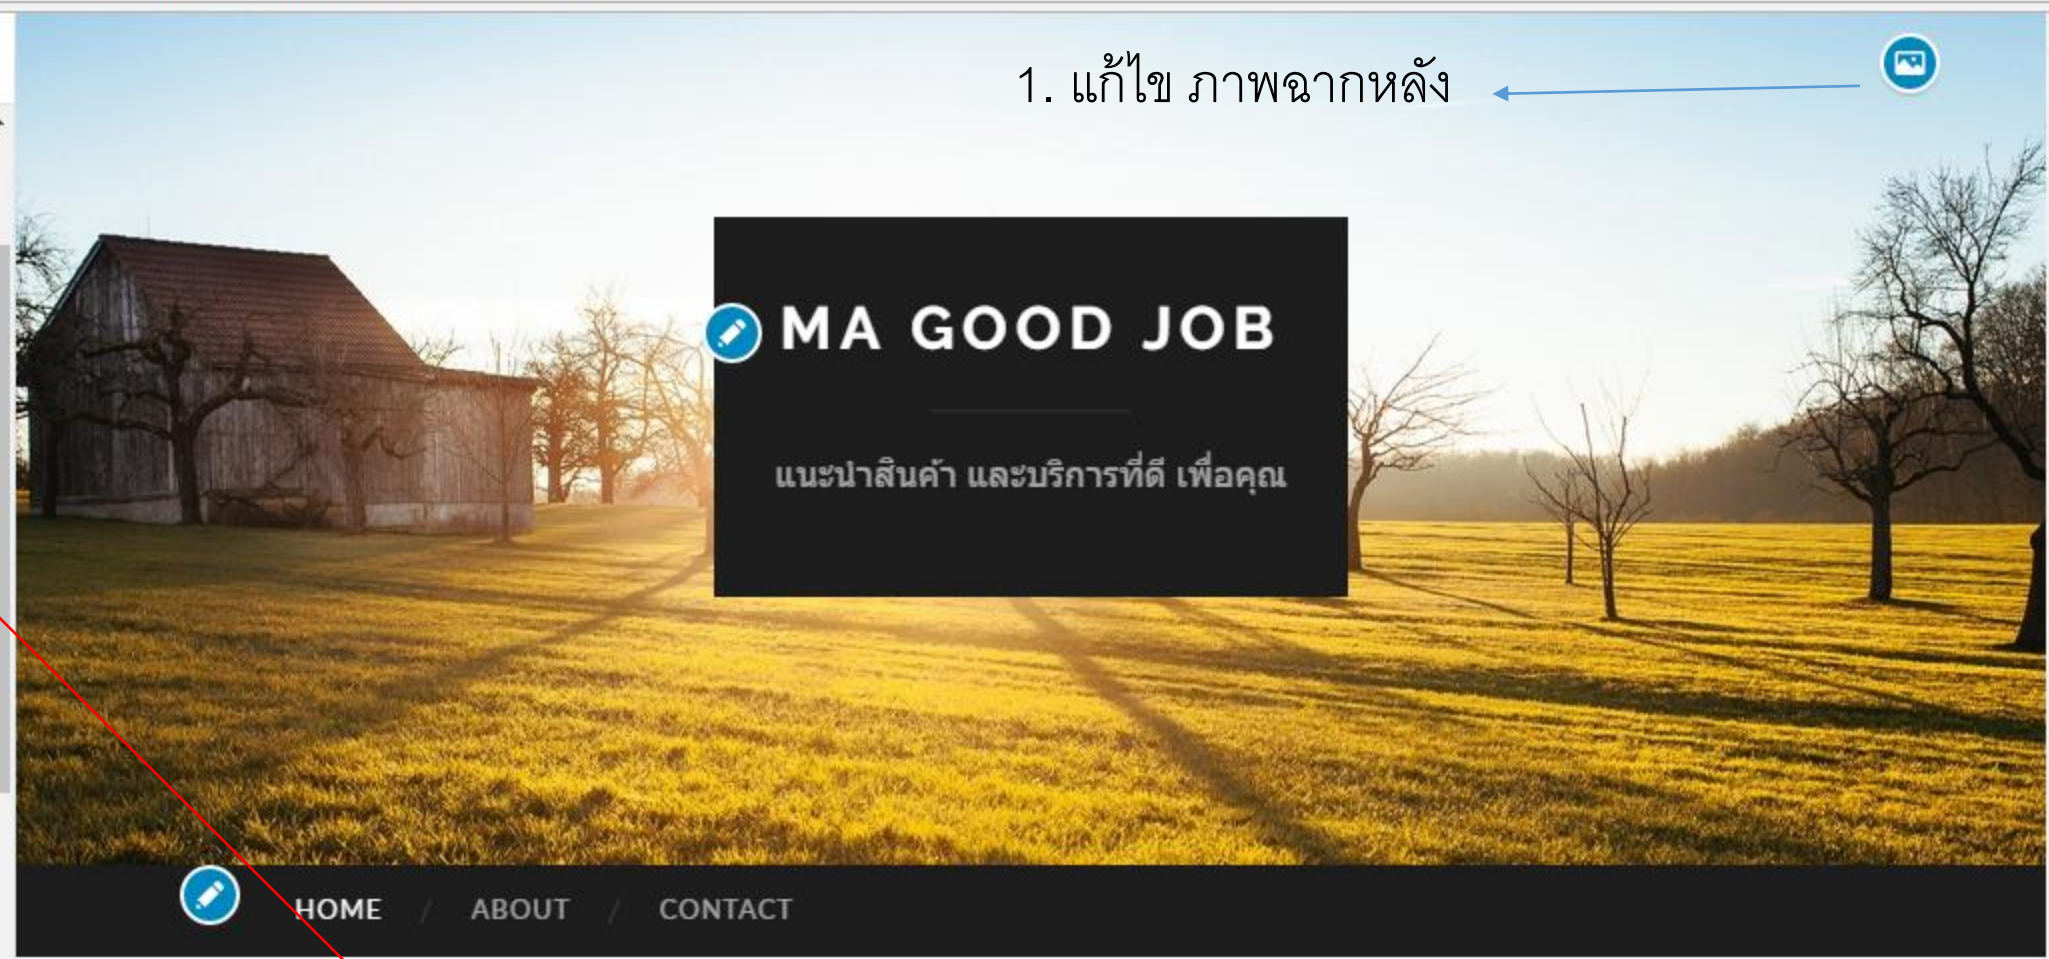 1. แก้ไข ภาพฉากหลัง
MA GOOD JOB
แนะนำสินค้า และบริการที่ดี เพื่อคุณ
HOME / ABOUT / CONTACT